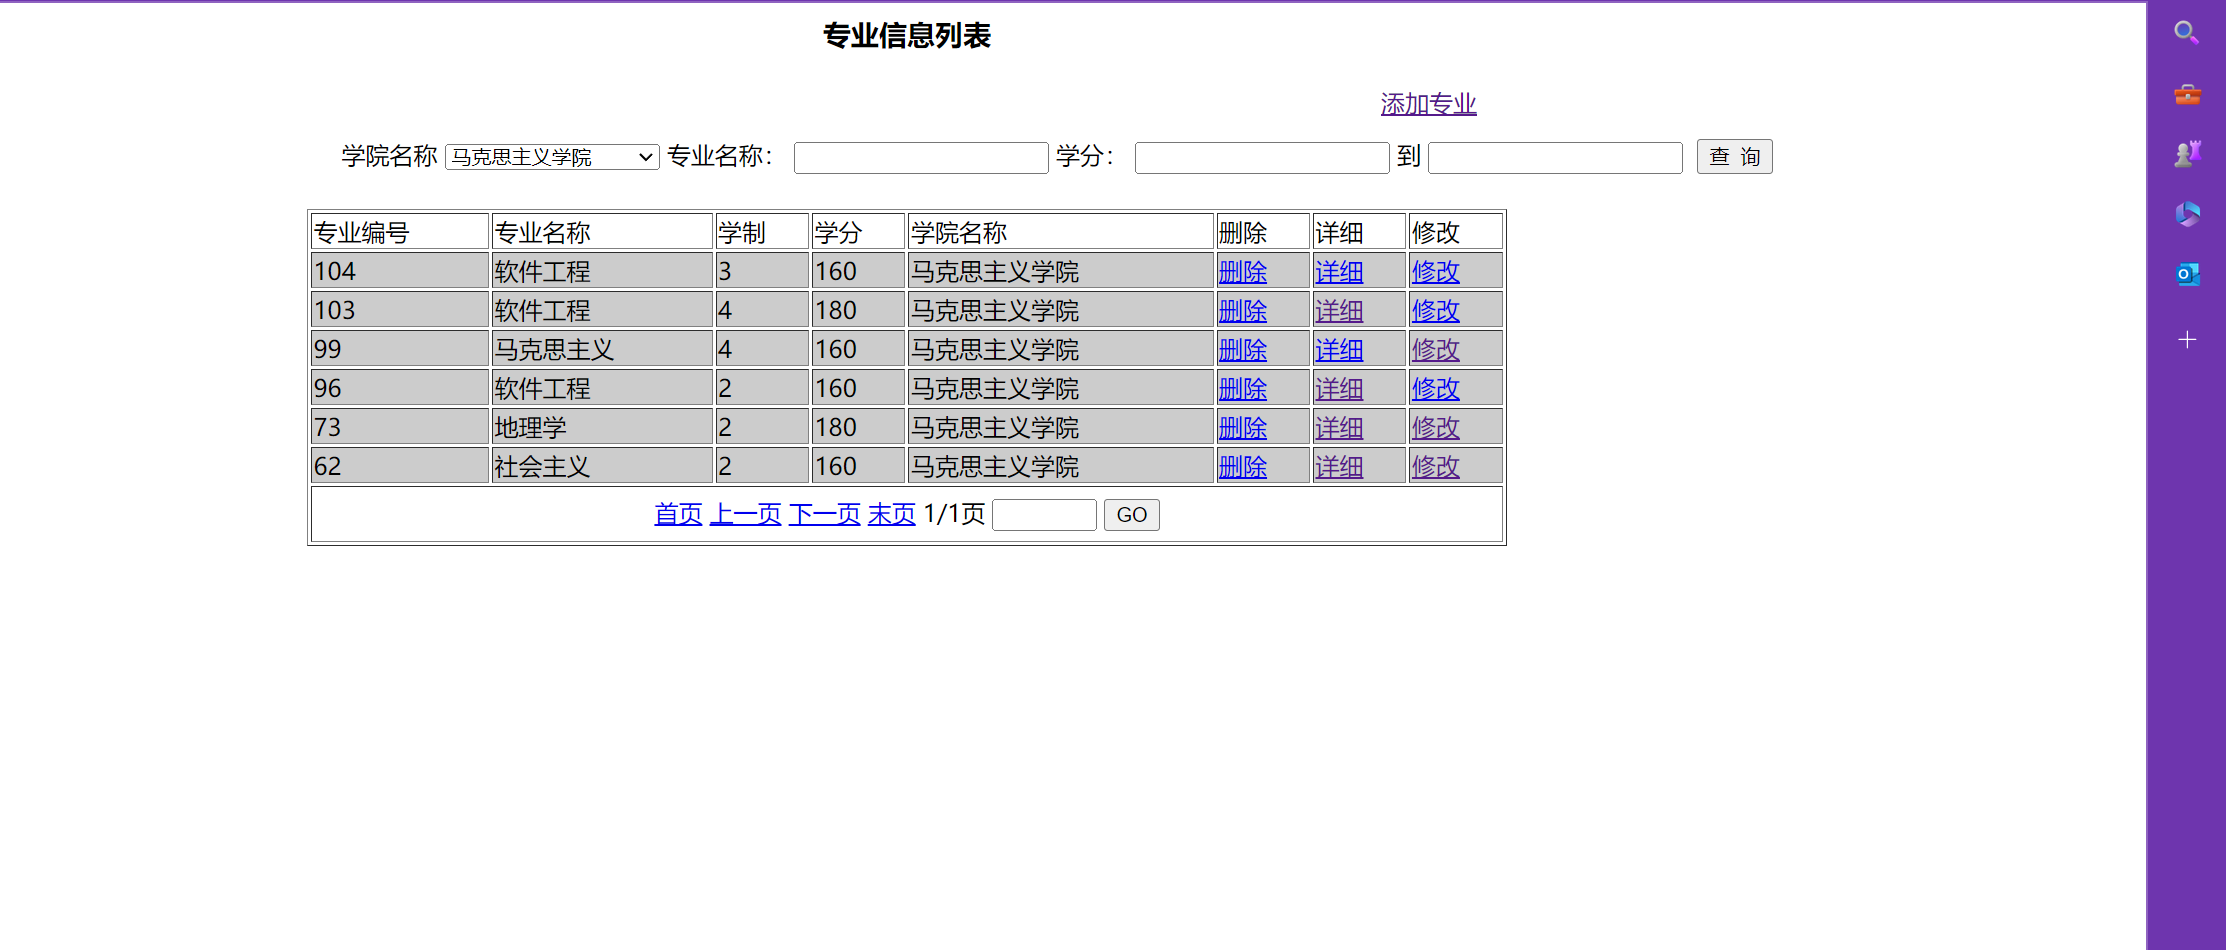 专业信息列表
添加专业
学院名称 马克思主义学院 专业名称： 学分： 到 查 询
专业编号 专业名称 学制 学分 学院名称 删除 详细 修改
104 软件工程 3 160 马克思主义学院 删除 详细 修改
103 软件工程 4 180 马克思主义学院 删除 详细 修改
99 马克思主义 4 160 马克思主义学院 删除 详细 修改
96 软件工程 2 160 马克思主义学院 删除 详细 修改
73 地理学 2 180 马克思主义学院 删除 详细 修改
62 社会主义 2 160 马克思主义学院 删除 详细 修改
首页 上一页 下一页 末页 1/1页 GO